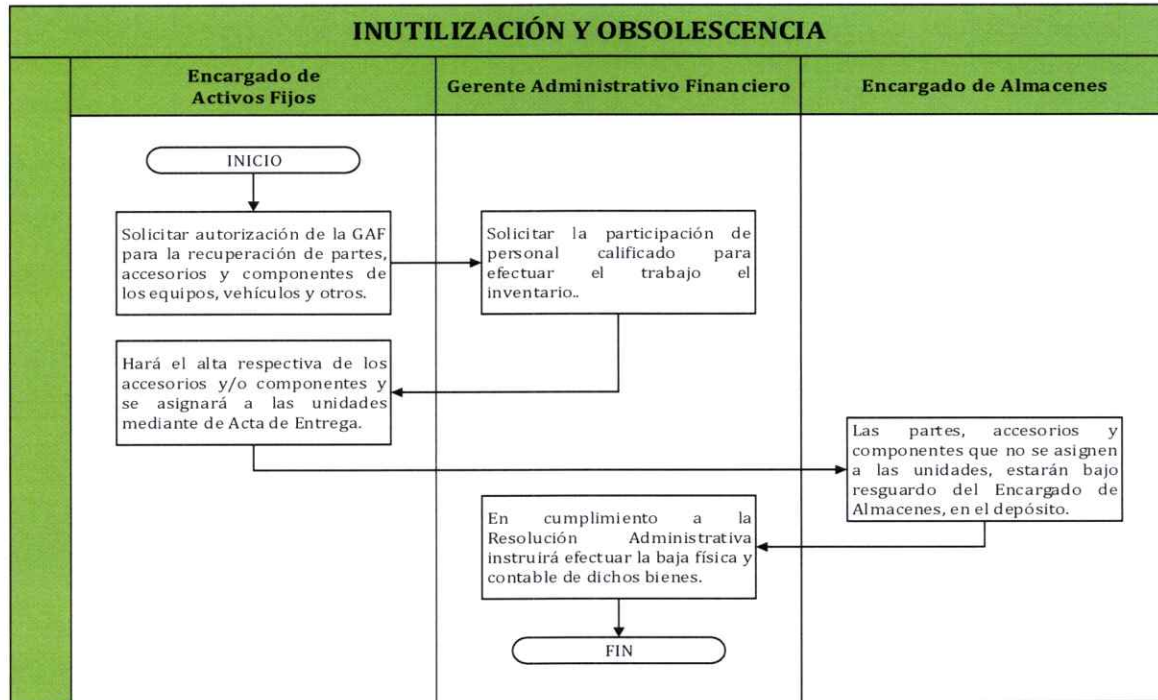 INUTILIZACIÓN Y OBSOLESCENCIA
Encargado de
Activos Fijos
Gerente Administrativo Financiero
Encargado de Almacenes
INICIO
Solicitar autorización de la GAF
para la recuperación de partes,
accesorios y componentes de
los equipos, vehículos y otros.
Solicitar la participación de
personal calificado para
efectuar el trabajo el
inventario..
Hará el alta respectiva de los
accesorios y/o componentes y
se asignará a las unidades
mediante de Acta de Entrega.
Las partes, accesorios y
componentes que no se asignen
a las unidades, estarán bajo
resguardo del Encargado de
Almacenes, en el depósito.
En cumplimiento a la
Resolución Administrativa
instruirá efectuar la baja física y
contable de dichos bienes.
FIN